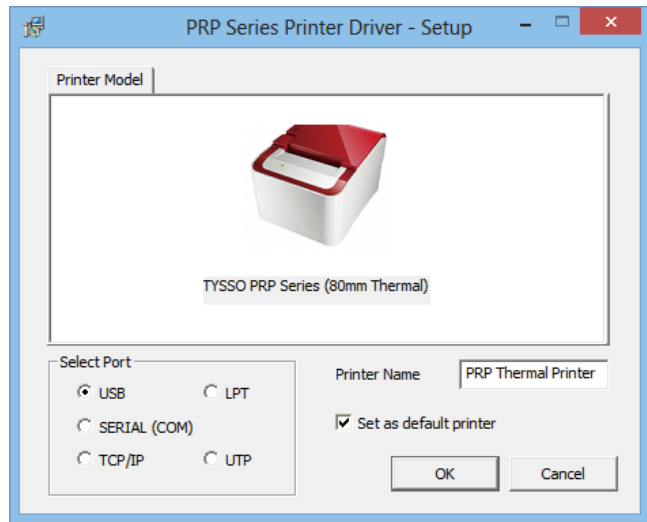 PRP Series Printer Driver - Setup
Printer Model
TYSSO PRP Series (80mm Thermal)
Select Port
USB
LPT
SERIAL (COM)
TCP/IP
UTP
Printer Name
PRP Thermal Printer
Set as default printer
OK
Cancel